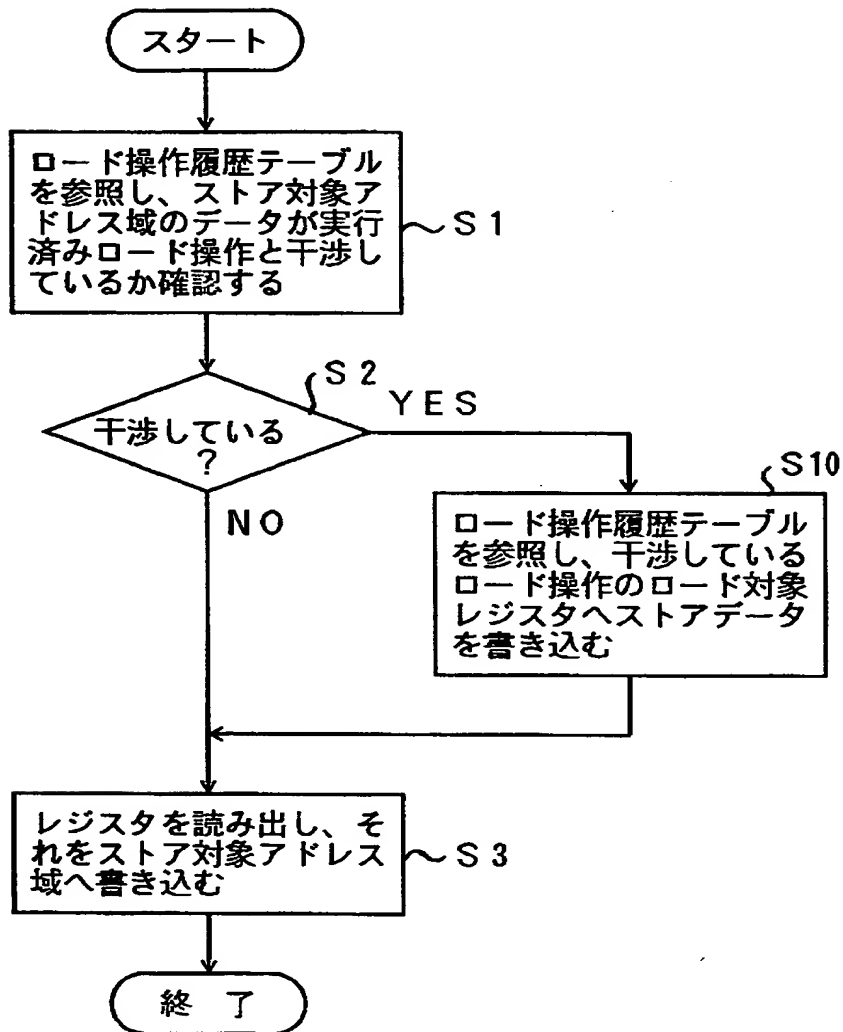 スタート
ロード操作履歴テーブル
を参照し、ストア対象ア
ドレス域のデータが実行
済みロード操作と干渉し
ているか確認する
S1
S2
干渉している
?
YES
NO
S10
ロード操作履歴テーブル
を参照し、干渉している
ロード操作のロード対象
レジスタへストアデータ
を書き込む
レジスタを読み出し、そ
れをストア対象アドレス
域へ書き込む
S3
終 了